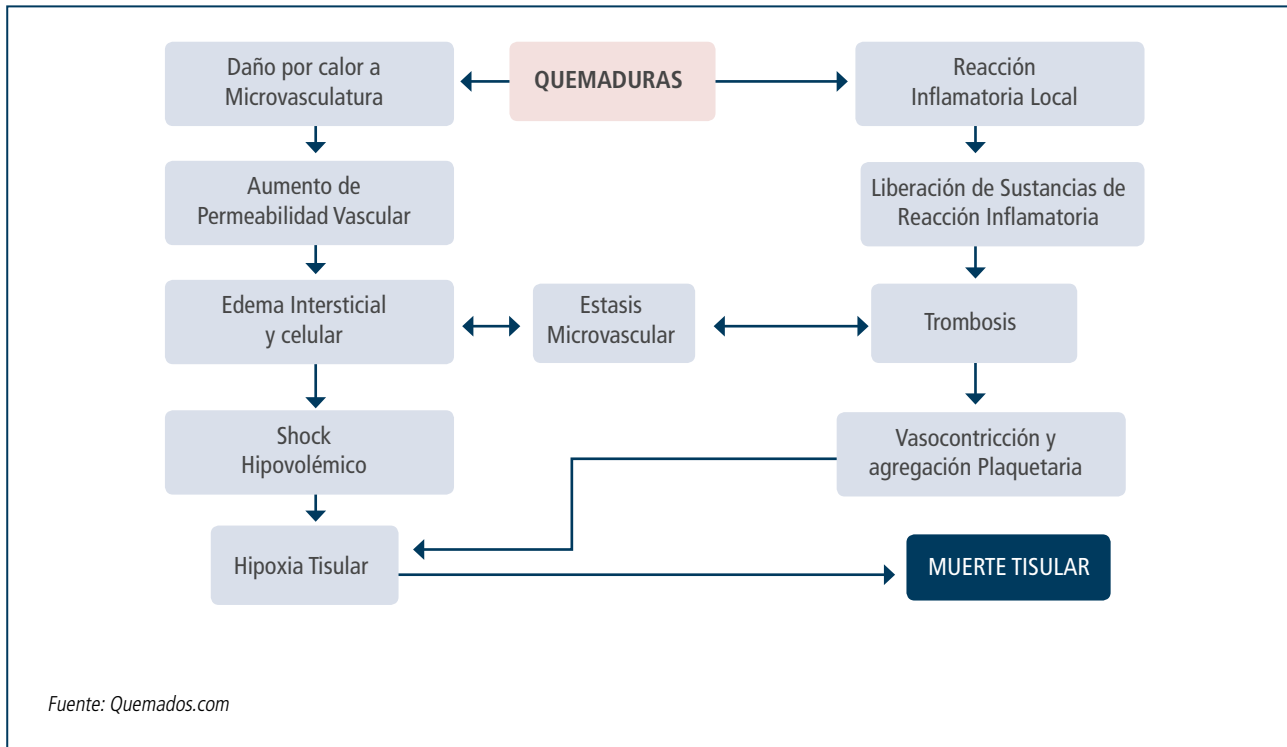 Daño por calor a
Microvasculatura
QUEMADURAS
Reacción
Inflamatoria Local
Aumento de
Permeabilidad Vascular
Liberación de Sustancias de
Reacción Inflamatoria
Edema Intersticial
y celular
Estasis
Microvascular
Trombosis
Shock
Hipovolémico
Vasocontricción y
agregación Plaquetaria
Hipoxia Tisular
MUERTE TISULAR
Fuente: Quemados.com